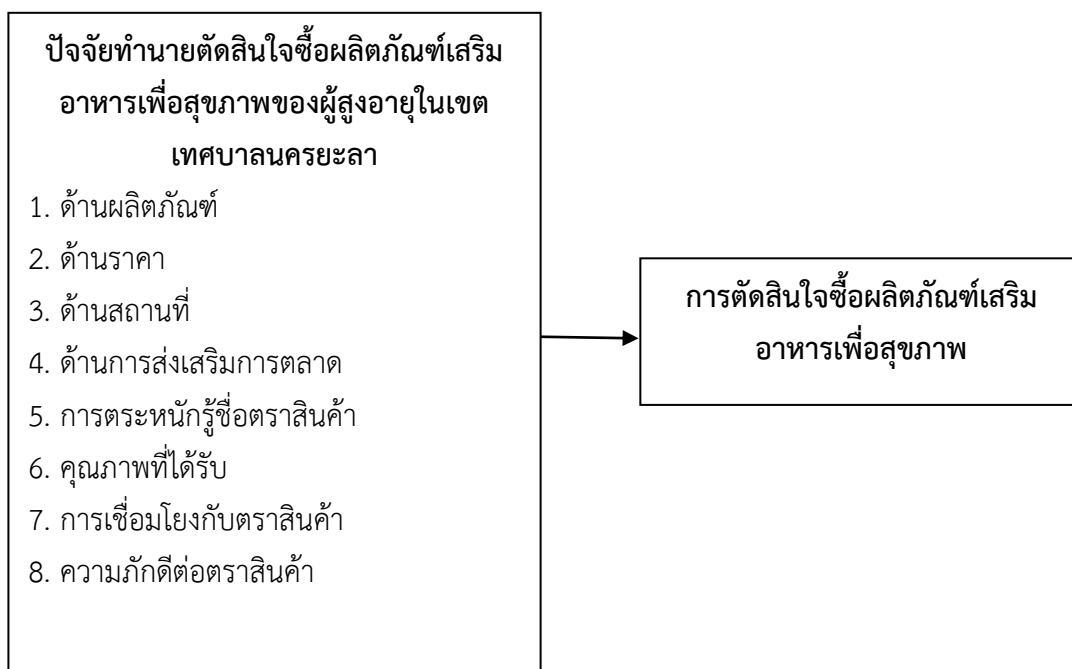 ปัจจัยทำนายตัดสินใจซื้อผลิตภัณฑ์เสริม
อาหารเพื่อสุขภาพของผู้สูงอายุในเขต
เทศบาลนครยะลา
1. ด้านผลิตภัณฑ์
2. ด้านราคา
3. ด้านสถานที่
4. ด้านการส่งเสริมการตลาด
5. การตระหนักรู้ชื่อตราสินค้า
6. คุณภาพที่ได้รับ
7. การเชื่อมโยงกับตราสินค้า
8. ความภักดีต่อตราสินค้า
การตัดสินใจซื้อผลิตภัณฑ์เสริม
อาหารเพื่อสุขภาพ